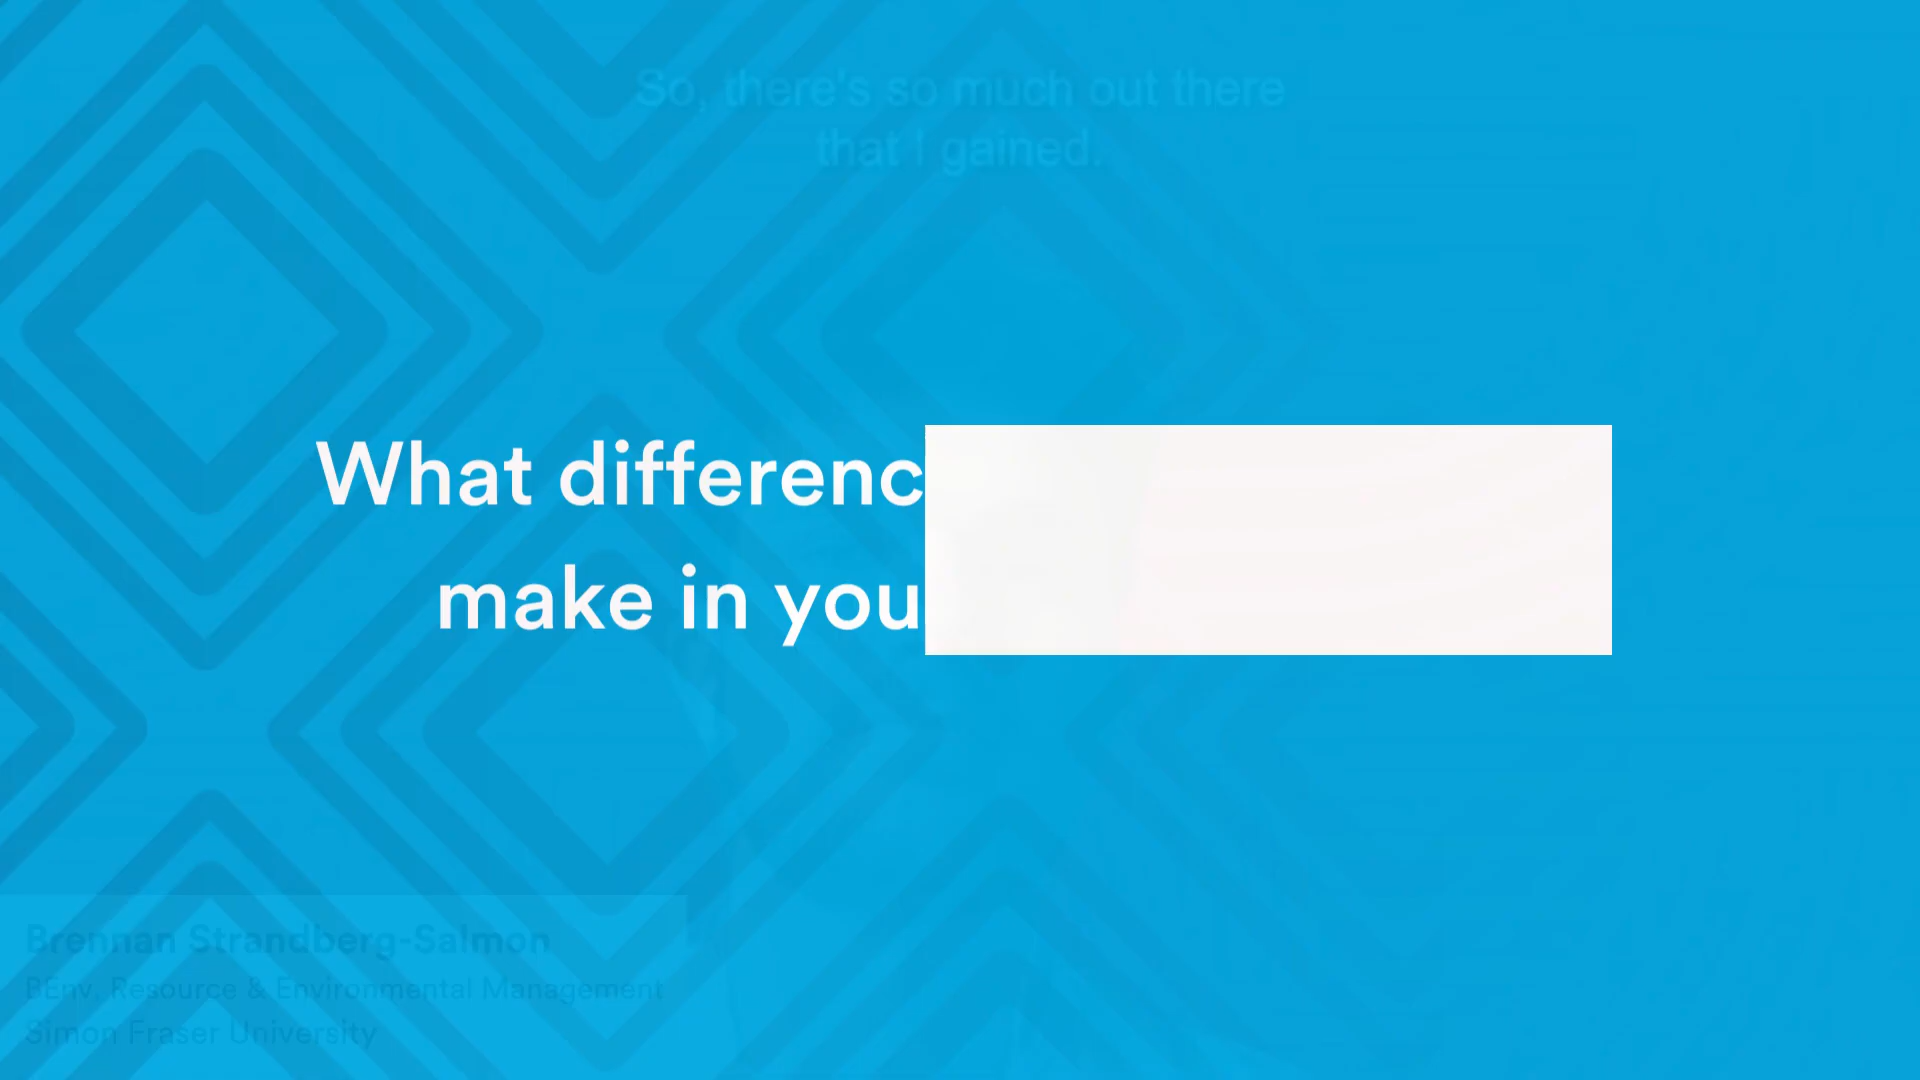 So, there's so much out there
that I gained.
What differenc
make in you
Brennan Strandberg-Salmon
BEnv, Resource & Environmental Management
Simon Fraser University